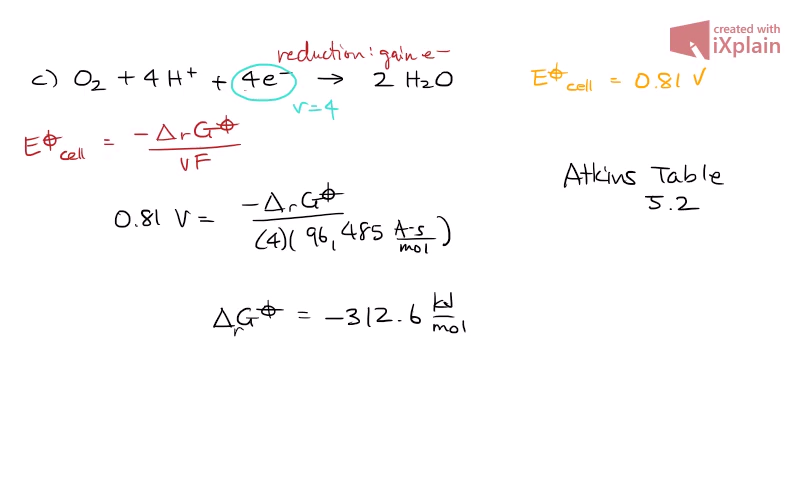 created with
iXplain
reduction: gain e-
c) O₂ + 4 H⁺ + 4e⁻ → 2 H₂O
E⦵cell = 0.81 V
v=4
E⦵cell = -ΔrG⦵ / vF
Atkins Table
5.2
0.81 V = -ΔrG⦵ / (4)(96,485 A·s/mol)
ΔrG⦵ = -312.6 kJ/mol